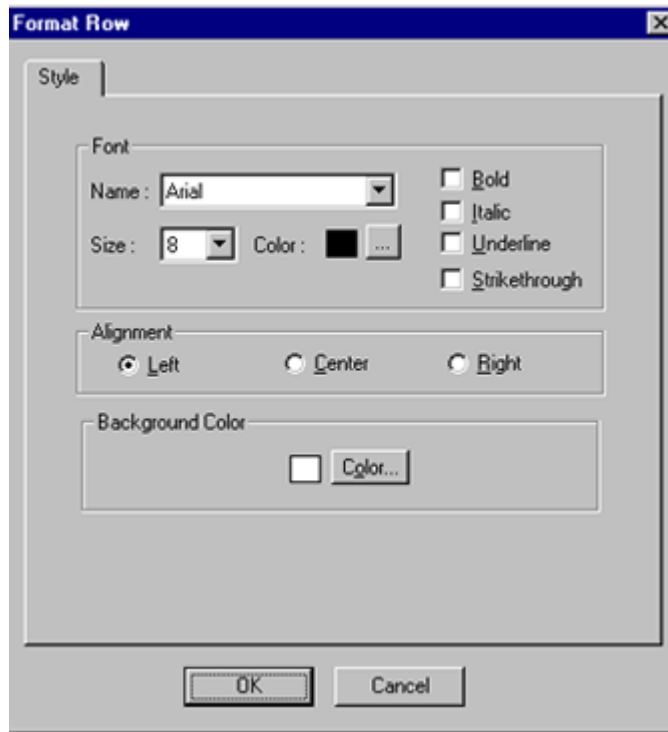 Format Row
Style
Font
Name : Arial
Bold
Italic
Size : 8 Color : ...
Underline
Strikethrough
Alignment
Left Center Right
Background Color
Color...
OK Cancel